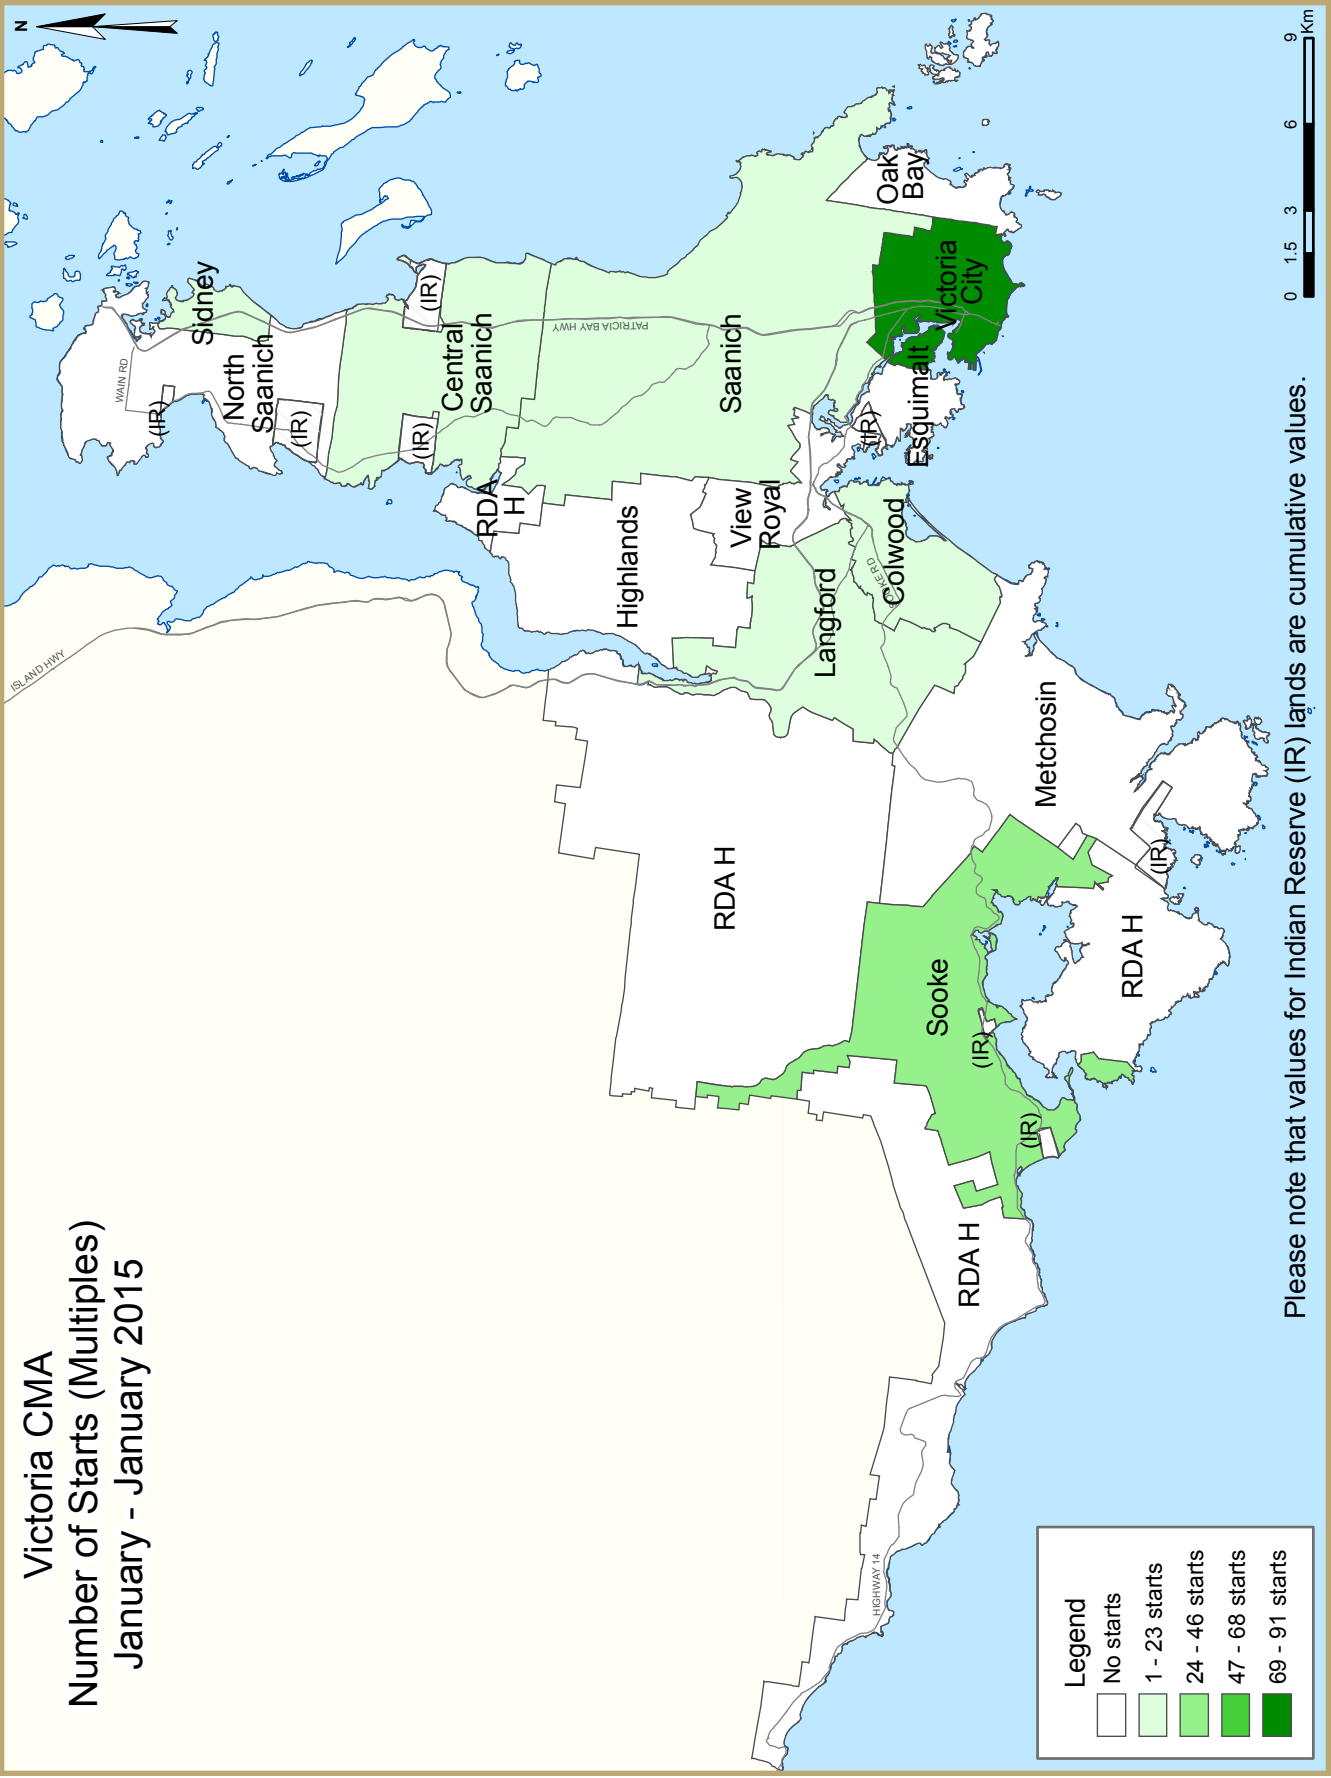 Victoria CMA
Number of Starts (Multiples)
January - January 2015
N
ISLAND HWY
WAIN RD
Sidney
North
Saanich
(IR)
(IR)
(IR)
(IR)
Central
Saanich
PATRICIA BAY HWY
Saanich
RDA
H
Highlands
View
Royal
Oak
Bay
Victoria
City
Esquimalt
(IR)
Langford
Colwood
SOOKE RD
Metchosin
(IR)
RDA H
RDA H
Sooke
(IR)
(IR)
RDA H
HIGHWAY 14
Legend
No starts
1 - 23 starts
24 - 46 starts
47 - 68 starts
69 - 91 starts
Please note that values for Indian Reserve (IR) lands are cumulative values.
0 1.5 3 6 9
Km